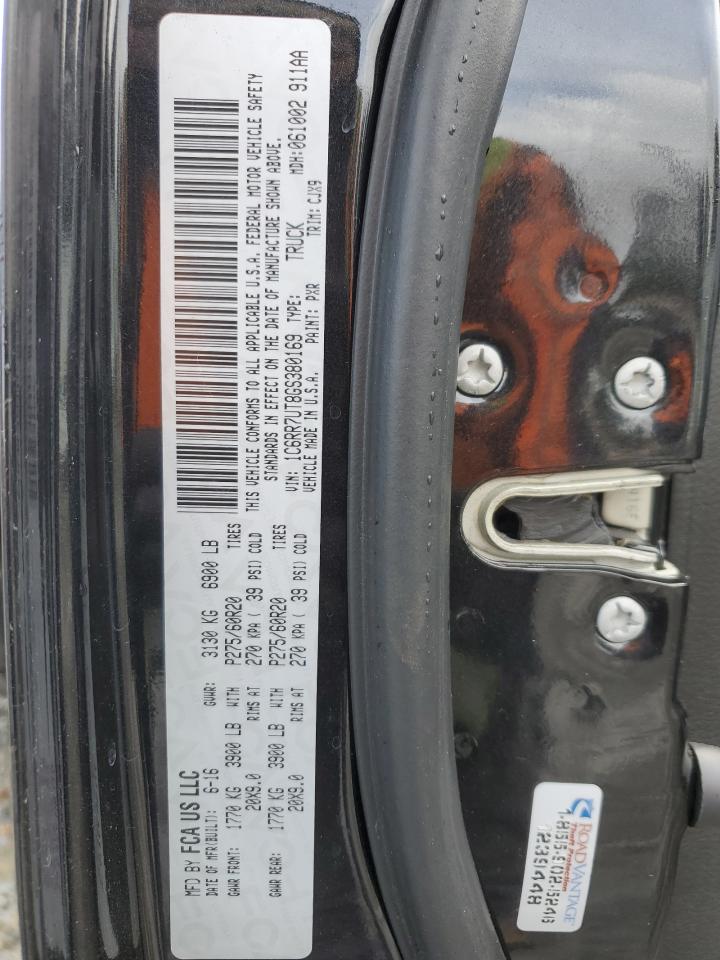 MFD BY FCA US LLC
DATE OF MFR(BUILT): 6-16 GVWR: 3130 KG 6900 LB
GAWR FRONT: 1770 KG 3900 LB WITH P275/60R20 TIRES
20X9.0 RIMS AT 270 KPA ( 39 PSI) COLD
GAWR REAR: 1770 KG 3900 LB WITH P275/60R20 TIRES
20X9.0 RIMS AT 270 KPA ( 39 PSI) COLD
THIS VEHICLE CONFORMS TO ALL APPLICABLE U.S.A. FEDERAL MOTOR VEHICLE SAFETY
STANDARDS IN EFFECT ON THE DATE OF MANUFACTURE SHOWN ABOVE.
VIN: 1C6RR7UT8GS380169 TYPE: TRUCK MDH:061002 911AA
VEHICLE MADE IN U.S.A. PAINT: PXR TRIM: CJX9
ROADVANTAGE
Theft Protection